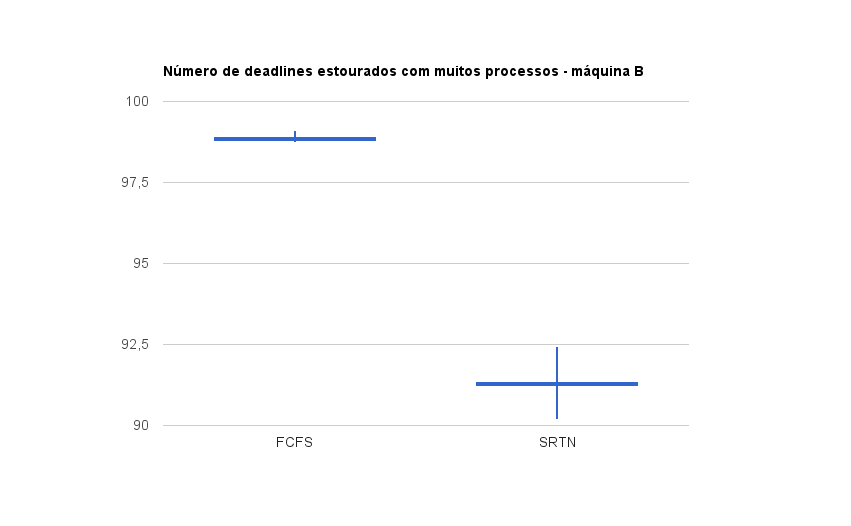 Número de deadlines estourados com muitos processos - máquina B
100
97,5
95
92,5
90
FCFS
SRTN